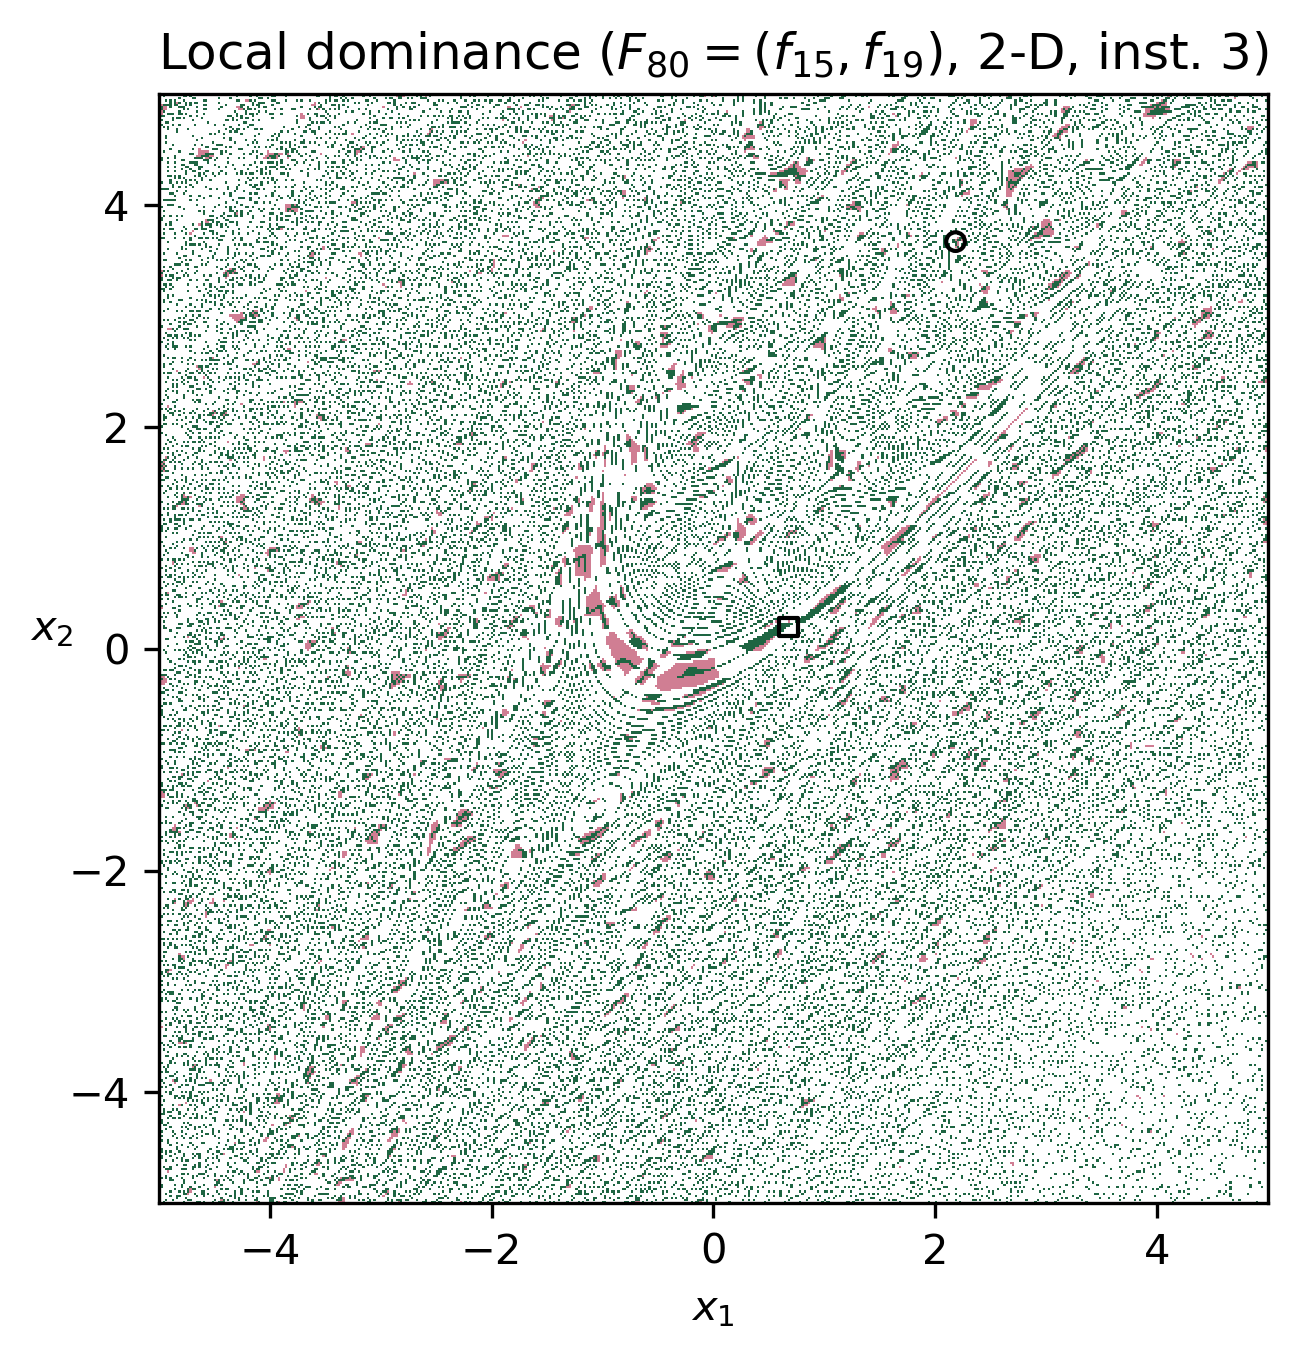 Local dominance (F₈₀ = (f₁₅, f₁₉), 2-D, inst. 3)
4
2
x₂
0
−2
−4
−4 −2 0 2 4
x₁